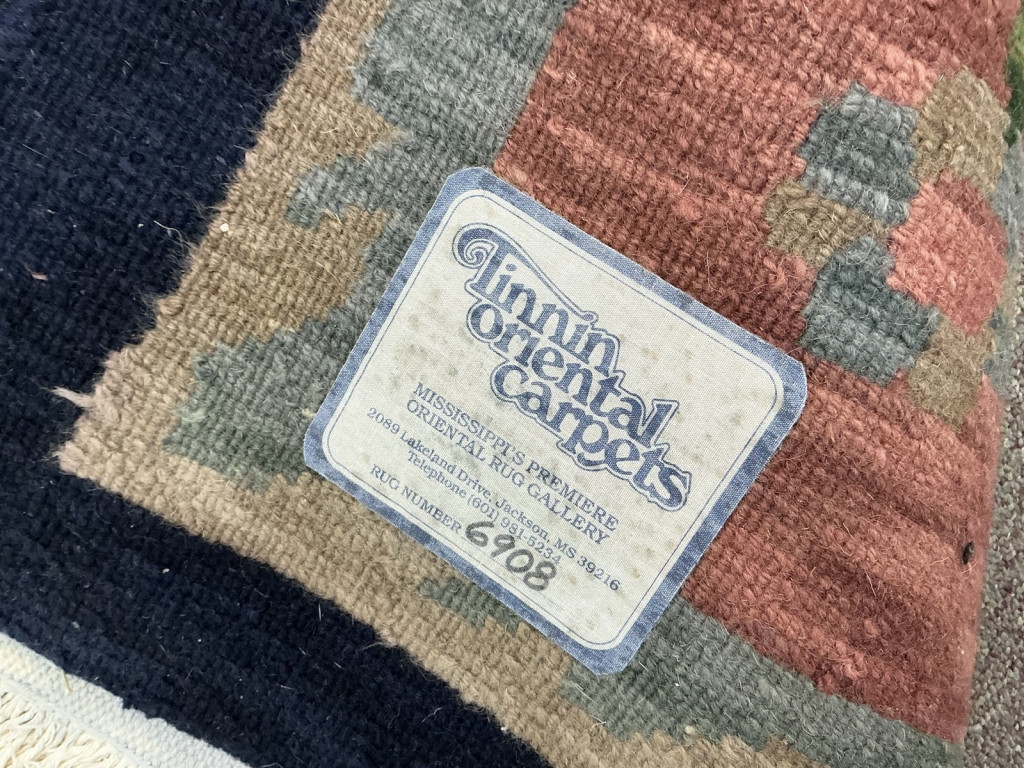 Tinnin
Oriental
Carpets
MISSISSIPPI'S PREMIERE
ORIENTAL RUG GALLERY
2089 Lakeland Drive, Jackson, MS 39216
Telephone (601) 981-5234
RUG NUMBER 6908